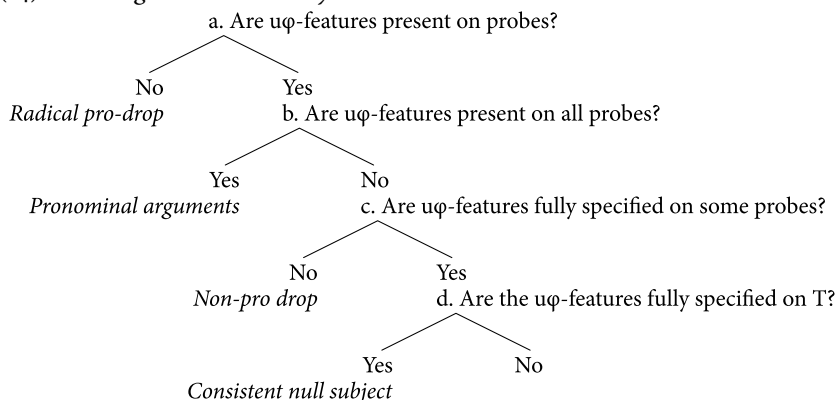 a. Are uφ-features present on probes?
No Yes
Radical pro-drop b. Are uφ-features present on all probes?
Yes No
Pronominal arguments c. Are uφ-features fully specified on some probes?
No Yes
Non-pro drop d. Are the uφ-features fully specified on T?
Yes No
Consistent null subject